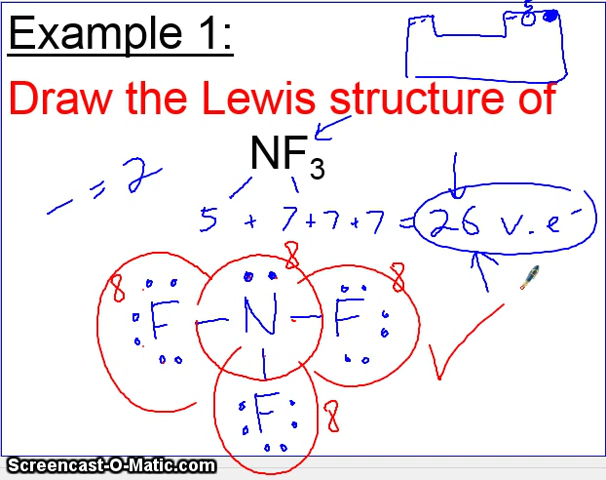 Example 1:
5
Draw the Lewis structure of
NF3
— = 2
5 + 7+7+7 = 26 v. e⁻
8 8 8
F — N — F
F 8
Screencast-O-Matic.com